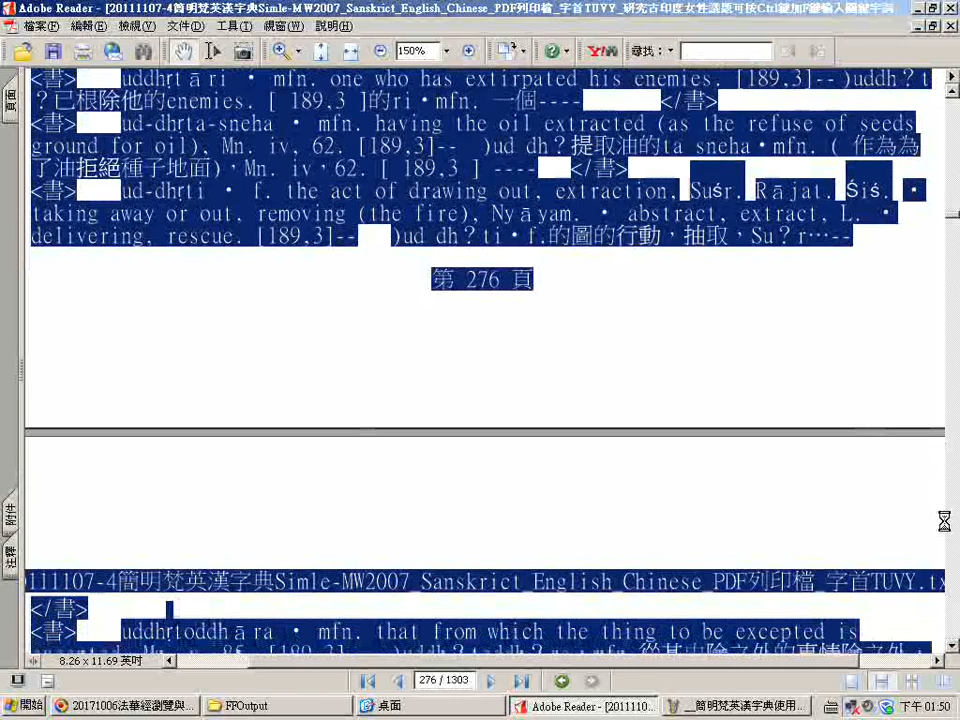 Adobe Reader - [20111107-4簡明梵英漢字典Simle-MW2007_Sanskrict_English_Chinese_PDF列印檔_字首TUVY_研究古印度女性議題可按Ctrl鍵加F鍵輸入關鍵字詞
檔案(F) 編輯(E) 檢視(V) 文件(D) 工具(T) 視窗(W) 說明(H)
150% Y! 尋找:
頁面
<書> uddhṛtāri • mfn. one who has extirpated his enemies. [189,3]-- )uddh？t
？已根除他的enemies. [ 189,3 ]的ri•mfn. 一個---- </書>
<書> ud-dhṛta-sneha • mfn. having the oil extracted (as the refuse of seeds
ground for oil), Mn. iv, 62. [189,3]-- )ud dh？提取油的ta sneha•mfn. ( 作為為
了油拒絕種子地面)，Mn. iv，62. [ 189,3 ] ---- </書>
<書> ud-dhṛti • f. the act of drawing out, extraction, Suśr. Rājat. Śiś. •
taking away or out, removing (the fire), Nyāyam. • abstract, extract, L. •
delivering, rescue. [189,3]-- )ud dh？ti•f.的圖的行動，抽取，Su？r…--
第 276 頁
附件
注釋
111107-4簡明梵英漢字典Simle-MW2007_Sanskrict_English_Chinese_PDF列印檔_字首TUVY.tx
</書>
<書> uddhṛtoddhāra • mfn. that from which the thing to be excepted is
8.26 x 11.69 英吋
276 / 1303
開始 20171006法華經瀏覽與... FFOutput 桌面 Adobe Reader - [201110... __簡明梵英漢字典使用... 下午 01:50